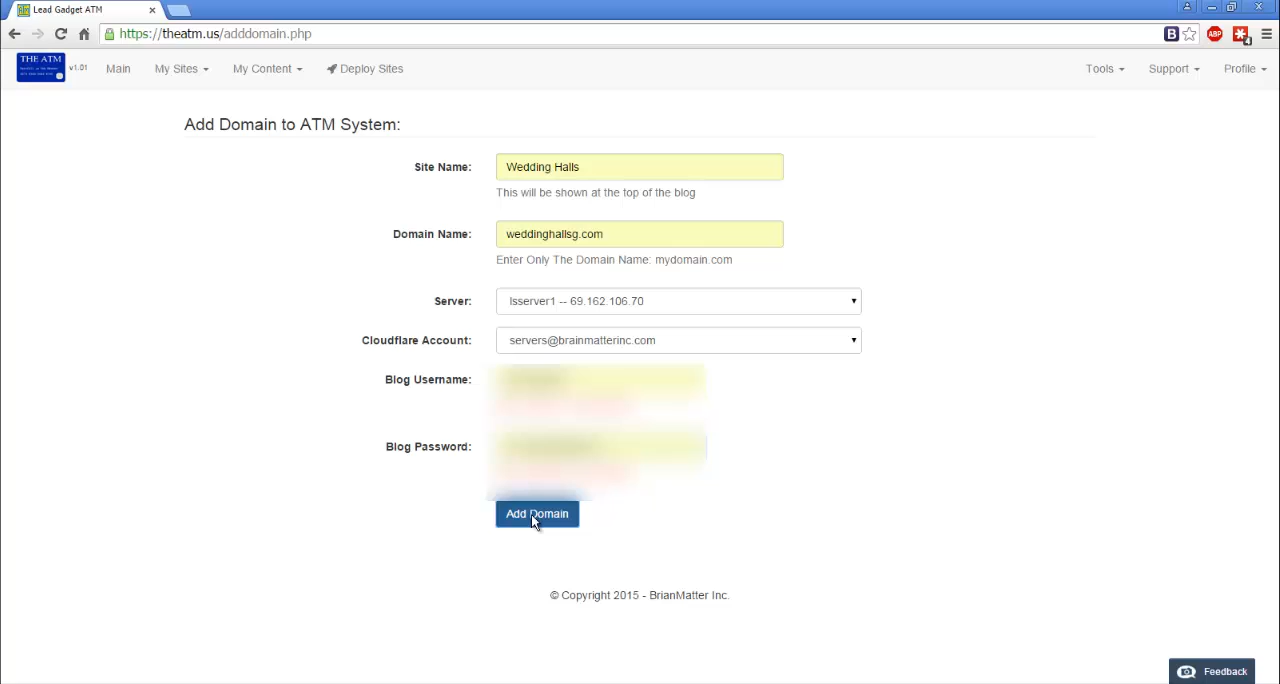 Lead Gadget ATM
https://theatm.us/adddomain.php
THE ATM
v1.01
Main
My Sites
My Content
Deploy Sites
Tools
Support
Profile
Add Domain to ATM System:
Site Name:
Wedding Halls
This will be shown at the top of the blog
Domain Name:
weddinghallsg.com
Enter Only The Domain Name: mydomain.com
Server:
lsserver1 -- 69.162.106.70
Cloudflare Account:
servers@brainmatterinc.com
Blog Username:
Blog Password:
Add Domain
© Copyright 2015 - BrianMatter Inc.
Feedback
B
ABP
4